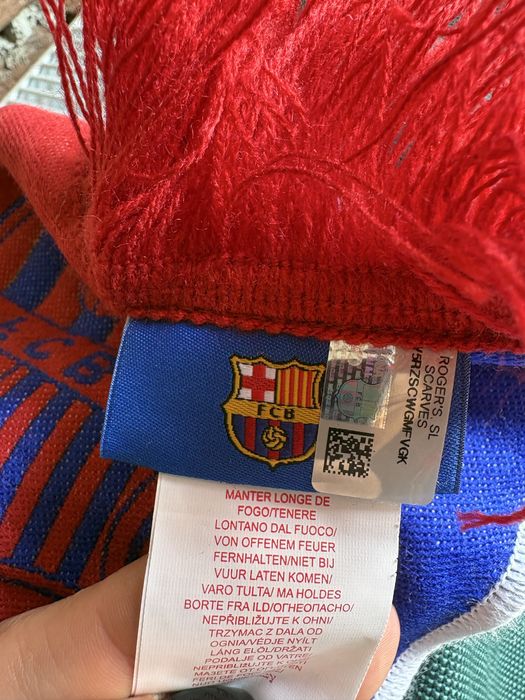 FCB
ROGER'S, SL
SCARVES
MANTER LONGE DE
FOGO/TENERE
LONTANO DAL FUOCO/
VON OFFENEM FEUER
FERNHALTEN/NIET BIJ
VUUR LATEN KOMEN/
VARO TULTA/ MA HOLDES
BORTE FRA ILD/ОГНЕОПАСНО/
NEPŘIBLIŽUJTE K OHNI/
TRZYMAC Z DALA OD
OGNIA/VÉDJE NYÍLT
LÁNG ELŐL/DRŽATI
PODALJE OD VATRE/